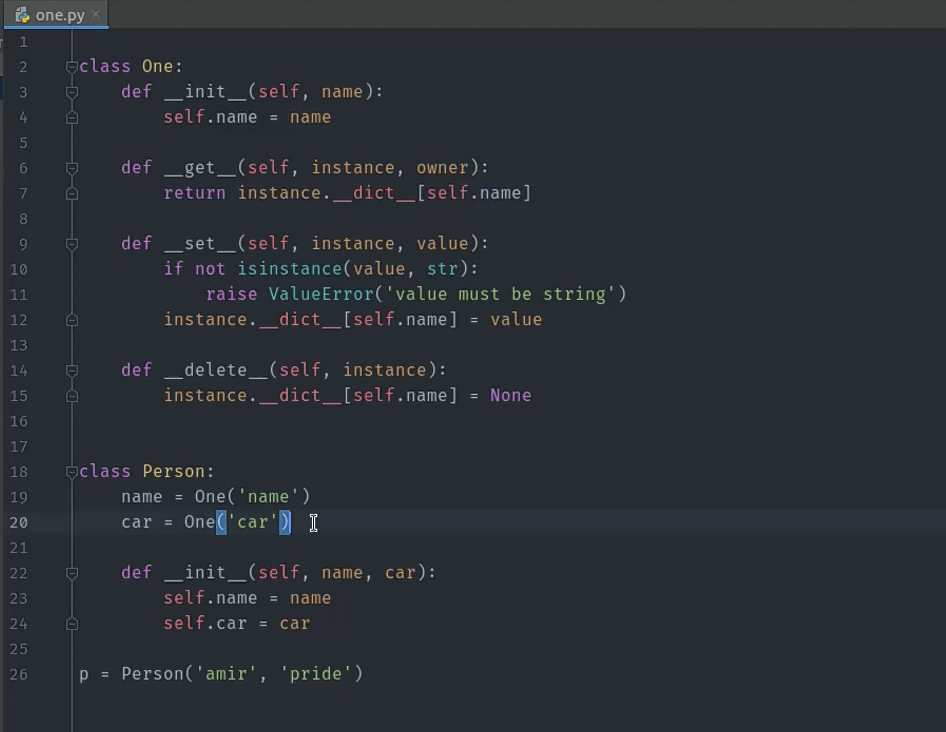 one.py
1
2 class One:
3     def __init__(self, name):
4         self.name = name
5
6     def __get__(self, instance, owner):
7         return instance.__dict__[self.name]
8
9     def __set__(self, instance, value):
10         if not isinstance(value, str):
11             raise ValueError('value must be string')
12         instance.__dict__[self.name] = value
13
14     def __delete__(self, instance):
15         instance.__dict__[self.name] = None
16
17
18 class Person:
19     name = One('name')
20     car = One('car')
21
22     def __init__(self, name, car):
23         self.name = name
24         self.car = car
25
26 p = Person('amir', 'pride')